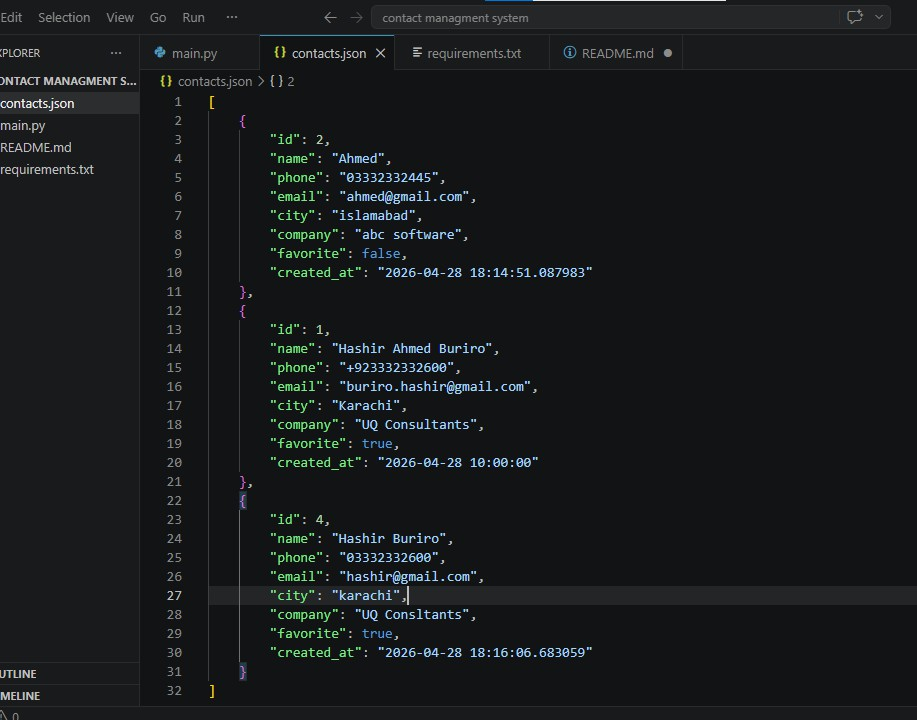 Edit Selection View Go Run ...
contact managment system
XPLORER ...
main.py
contacts.json
requirements.txt
README.md
ONTACT MANAGMENT S...
contacts.json
main.py
README.md
requirements.txt
{} contacts.json > { } 2
1 [
2 {
3 "id": 2,
4 "name": "Ahmed",
5 "phone": "03332332445",
6 "email": "ahmed@gmail.com",
7 "city": "islamabad",
8 "company": "abc software",
9 "favorite": false,
10 "created_at": "2026-04-28 18:14:51.087983"
11 },
12 {
13 "id": 1,
14 "name": "Hashir Ahmed Buriro",
15 "phone": "+923332332600",
16 "email": "buriro.hashir@gmail.com",
17 "city": "Karachi",
18 "company": "UQ Consultants",
19 "favorite": true,
20 "created_at": "2026-04-28 10:00:00"
21 },
22 {
23 "id": 4,
24 "name": "Hashir Buriro",
25 "phone": "03332332600",
26 "email": "hashir@gmail.com",
27 "city": "karachi",
28 "company": "UQ Consltants",
29 "favorite": true,
30 "created_at": "2026-04-28 18:16:06.683059"
31 }
32 ]
UTLINE
MELINE
0